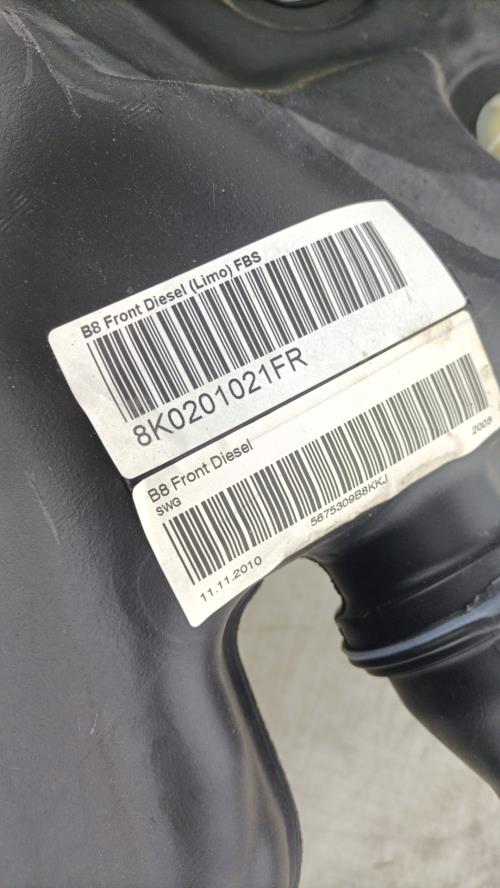 B8 Front Diesel (Limo) FBS
8K0201021FR
B8 Front Diesel
SWG
11.11.2010
5675309B8KKJ
2008